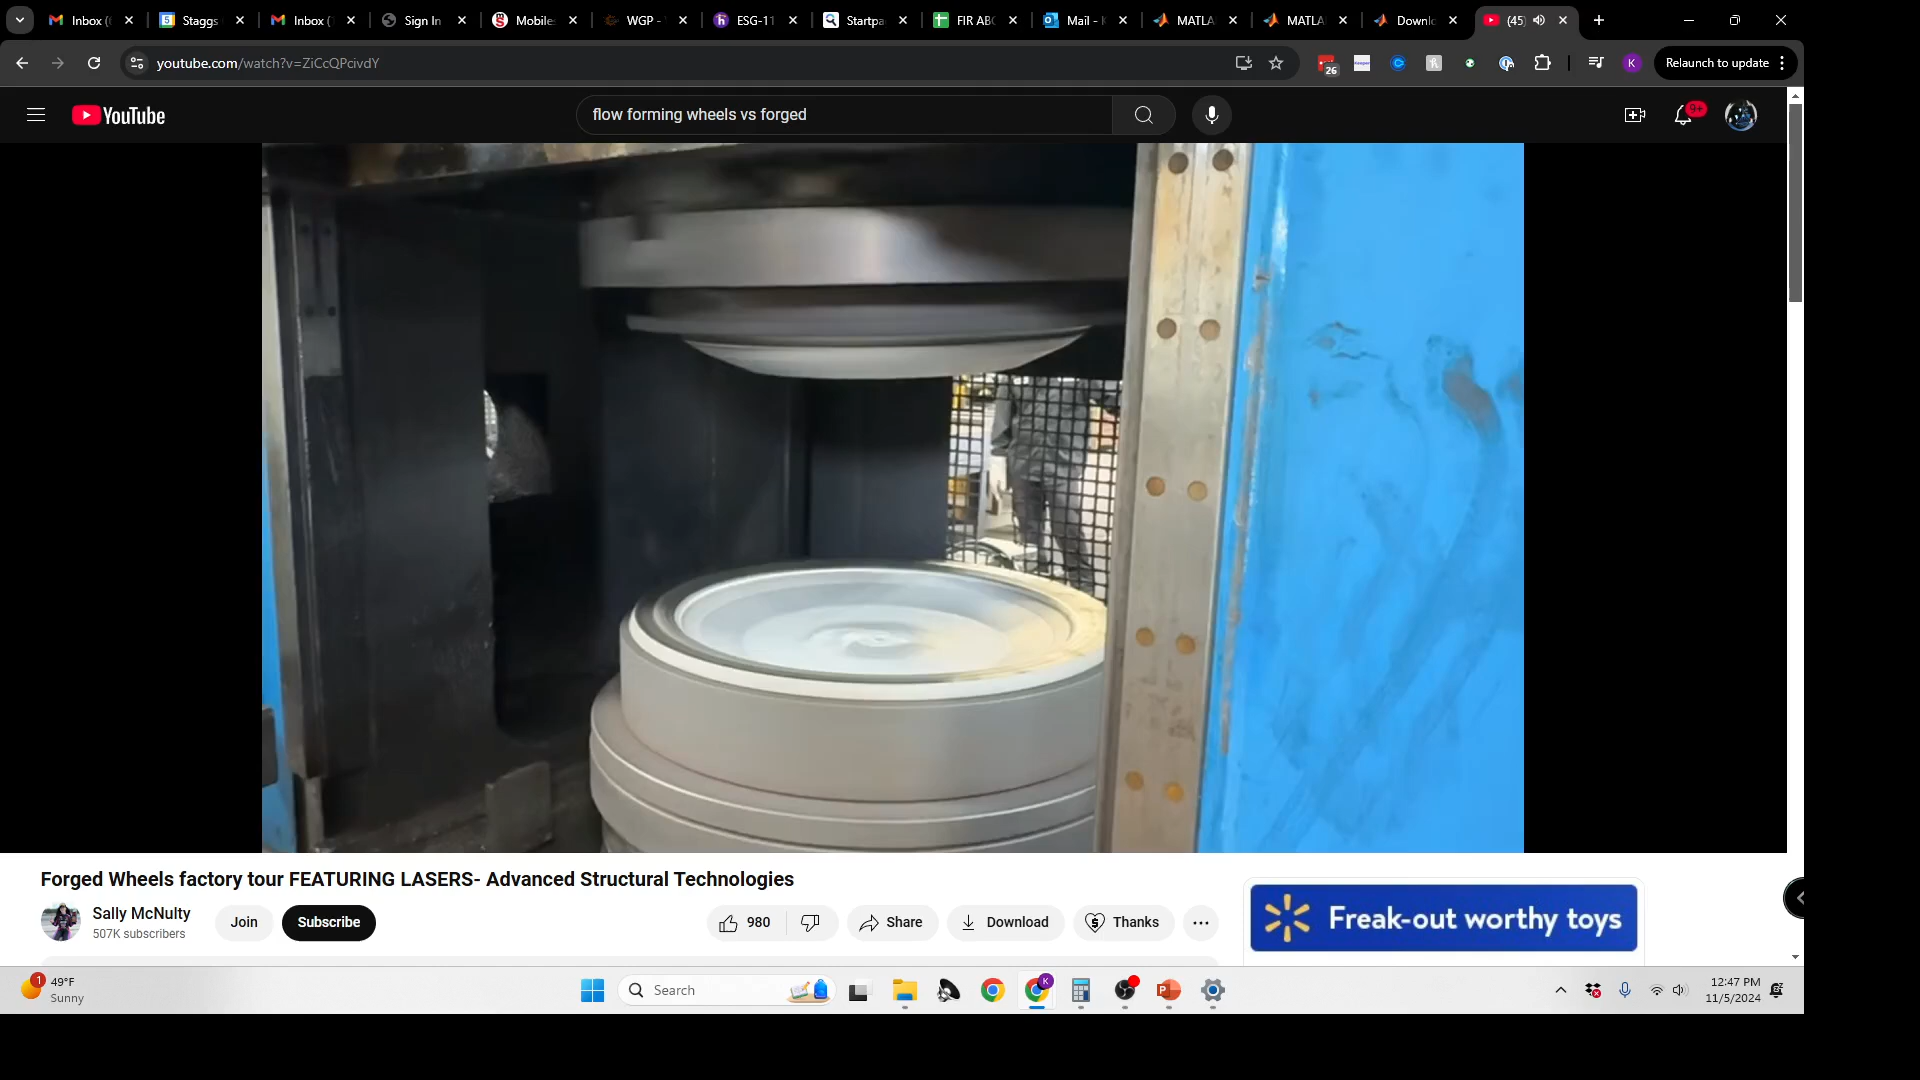 Inbox (
Staggs
Inbox (
Sign In
Mobile
WGP -
ESG-11
Startpa
FIR ABC
Mail -
MATLA
MATLA
Downlc
(45)
youtube.com/watch?v=ZiCcQPcivdY
26
K
Relaunch to update
YouTube
flow forming wheels vs forged
9+
Forged Wheels factory tour FEATURING LASERS- Advanced Structural Technologies
Sally McNulty
507K subscribers
Join
Subscribe
980
Share
Download
Thanks
Freak-out worthy toys
1
49°F
Sunny
Search
K
12:47 PM
11/5/2024